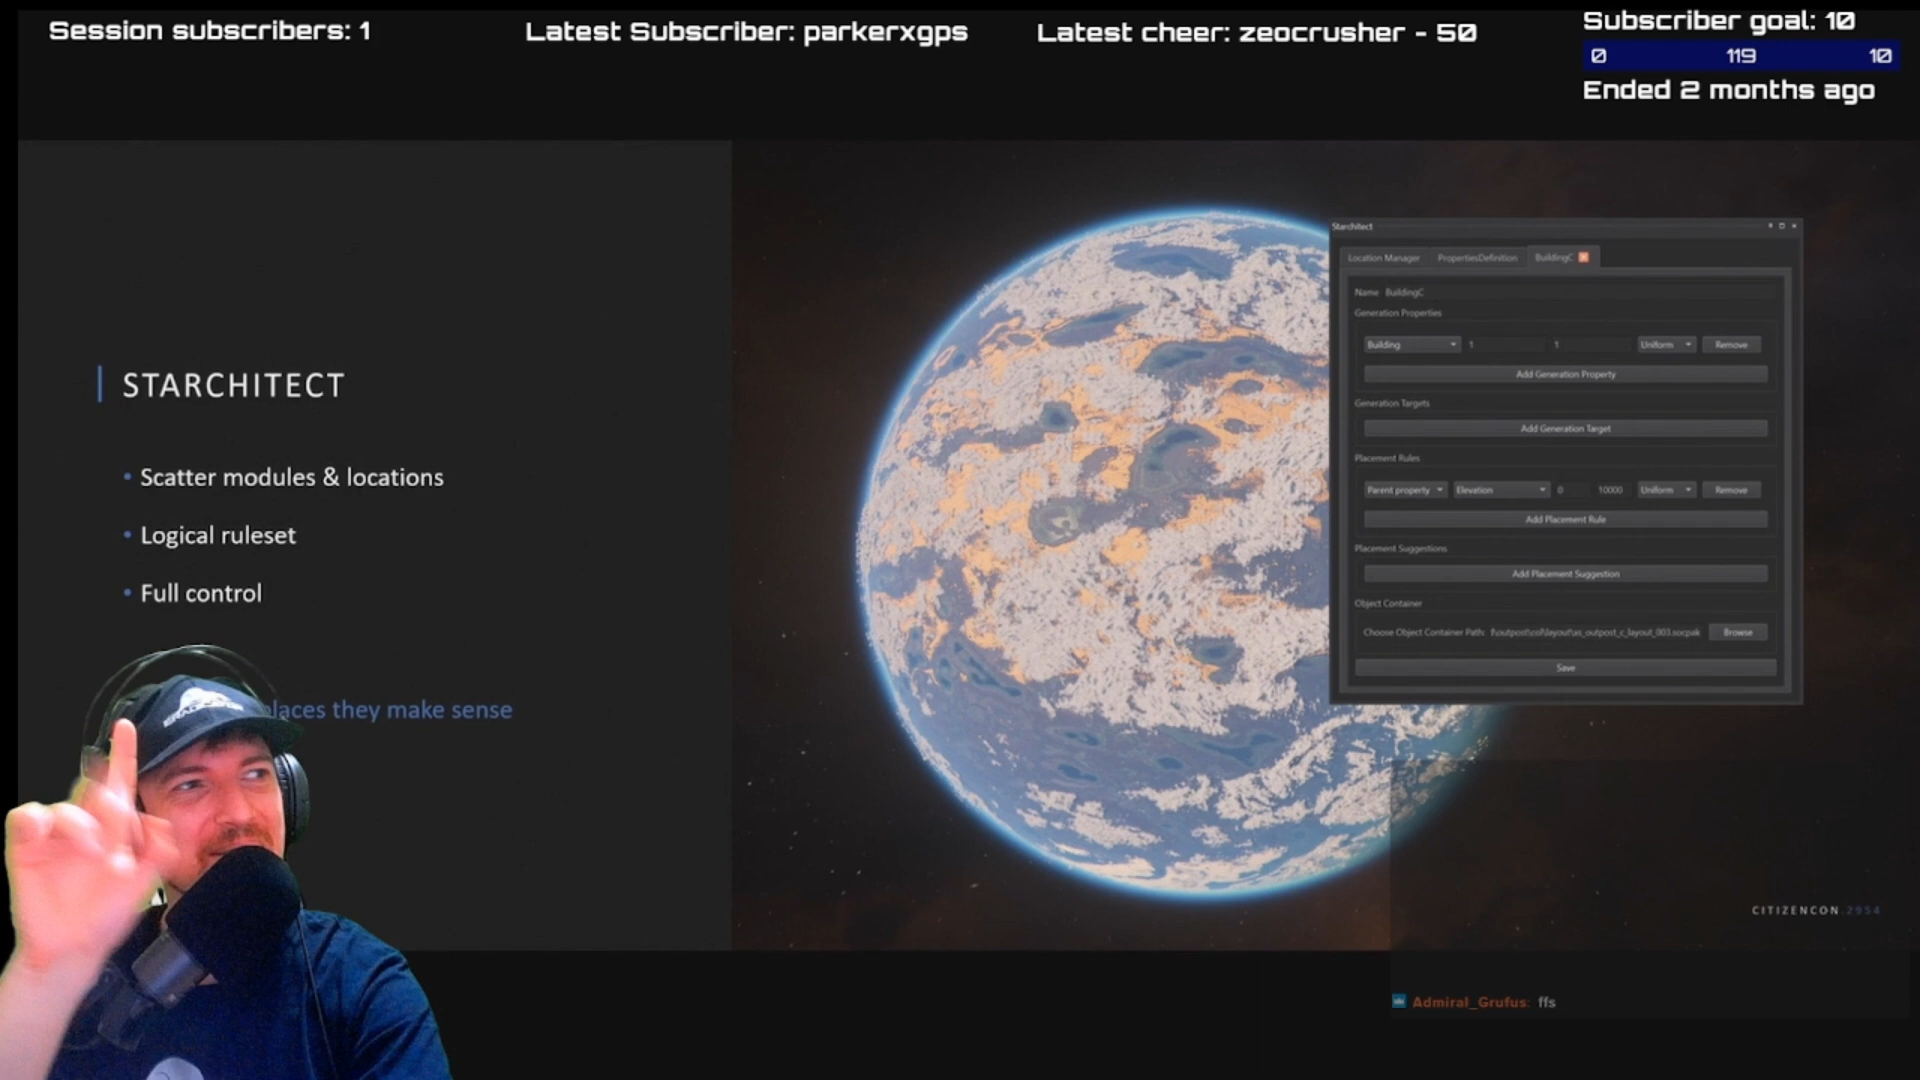 Session subscribers: 1
Latest Subscriber: parkerxgps
Latest cheer: zeocrusher - 50
Subscriber goal: 10
0 119 10
Ended 2 months ago
STARCHITECT
• Scatter modules & locations
• Logical ruleset
• Full control
laces they make sense
Starchitect
Location Manager PropertiesDefinition BuildingC
Name BuildingC
Generation Properties
Building 1 1 Uniform Remove
Add Generation Property
Generation Targets
Add Generation Target
Placement Rules
Parent property Elevation 0 10000 Uniform Remove
Add Placement Rule
Placement Suggestions
Add Placement Suggestion
Object Container
Choose Object Container Path: Browse
Save
CITIZENCON.2954
Admiral_Grufus: ffs